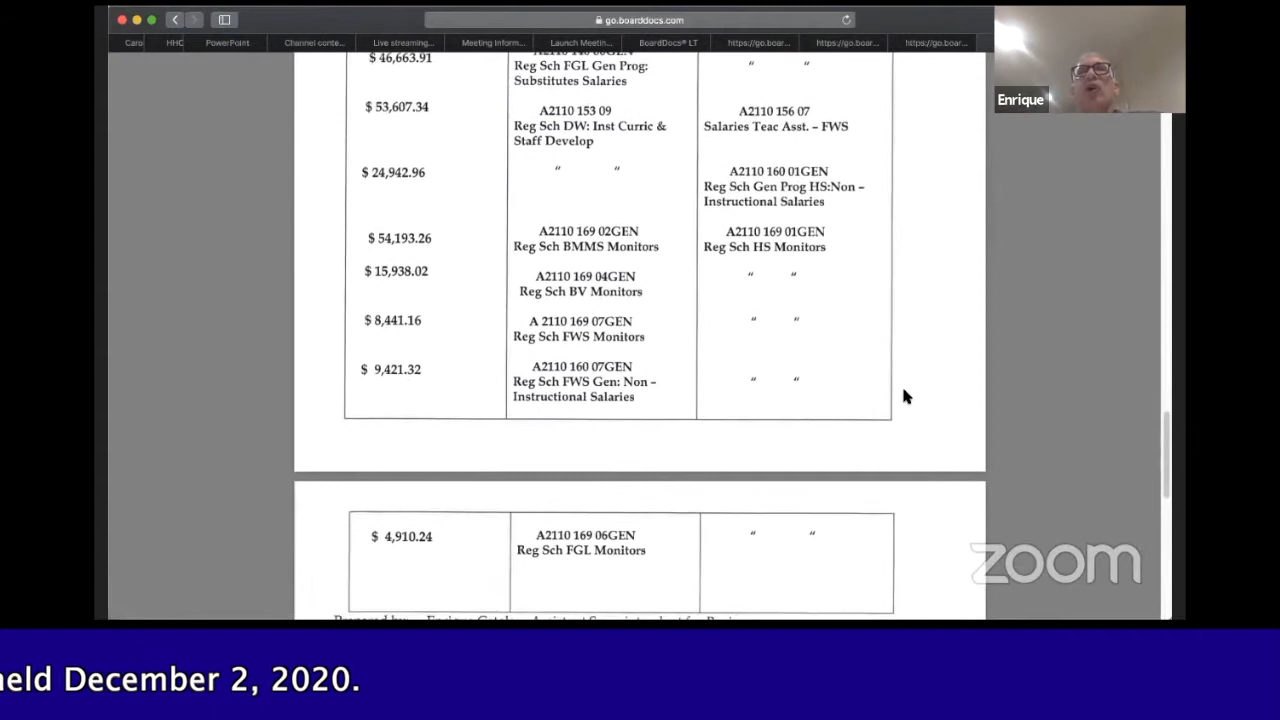 go.boarddocs.com
Caro
HHC
PowerPoint
Channel conte...
Live streaming...
Meeting Inform...
Launch Meetin...
BoardDocs® LT
https://go.boar...
https://go.boar...
https://go.boar...
Enrique
$ 46,663.91
Reg Sch FGL Gen Prog:
Substitutes Salaries
“ “
$ 53,607.34
A2110 153 09
Reg Sch DW: Inst Curric &
Staff Develop
A2110 156 07
Salaries Teac Asst. – FWS
$ 24,942.96
“ “
A2110 160 01GEN
Reg Sch Gen Prog HS:Non –
Instructional Salaries
$ 54,193.26
A2110 169 02GEN
Reg Sch BMMS Monitors
A2110 169 01GEN
Reg Sch HS Monitors
$ 15,938.02
A2110 169 04GEN
Reg Sch BV Monitors
“ “
$ 8,441.16
A 2110 169 07GEN
Reg Sch FWS Monitors
“ “
$ 9,421.32
A2110 160 07GEN
Reg Sch FWS Gen: Non –
Instructional Salaries
“ “
$ 4,910.24
A2110 169 06GEN
Reg Sch FGL Monitors
“ “
zoom
held December 2, 2020.